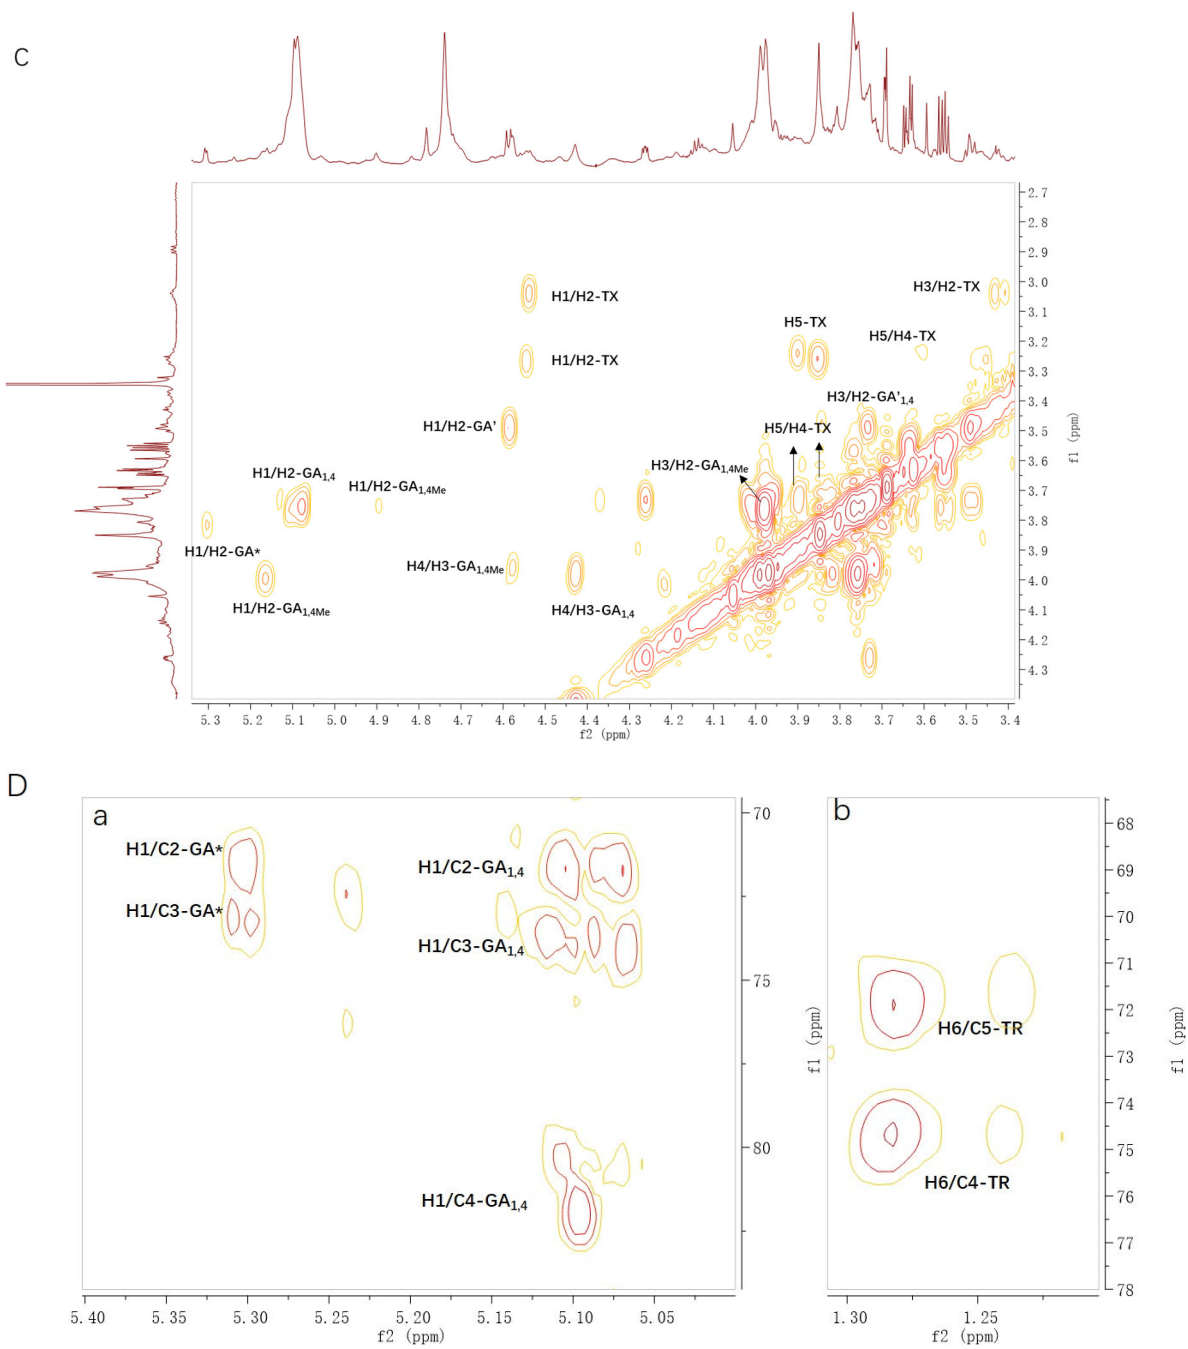 C
2.7
2.8
2.9
3.0
3.1
3.2
3.3
3.4
3.5
3.6
3.7
3.8
3.9
4.0
4.1
4.2
4.3
f1 (ppm)
H1/H2-TX
H3/H2-TX
H5-TX
H5/H4-TX
H1/H2-TX
H3/H2-GA'1,4
H1/H2-GA'
H5/H4-TX
H3/H2-GA1,4Me
H1/H2-GA1,4
H1/H2-GA1,4Me
H1/H2-GA*
H4/H3-GA1,4Me
H1/H2-GA1,4Me
H4/H3-GA1,4
5.3 5.2 5.1 5.0 4.9 4.8 4.7 4.6 4.5 4.4 4.3 4.2 4.1 4.0 3.9 3.8 3.7 3.6 3.5 3.4
f2 (ppm)
D
a
H1/C2-GA*
H1/C2-GA1,4
H1/C3-GA*
H1/C3-GA1,4
H1/C4-GA1,4
70
75
80
f1 (ppm)
5.40 5.35 5.30 5.25 5.20 5.15 5.10 5.05
f2 (ppm)
b
H6/C5-TR
H6/C4-TR
68
69
70
71
72
73
74
75
76
77
78
f1 (ppm)
1.30 1.25
f2 (ppm)